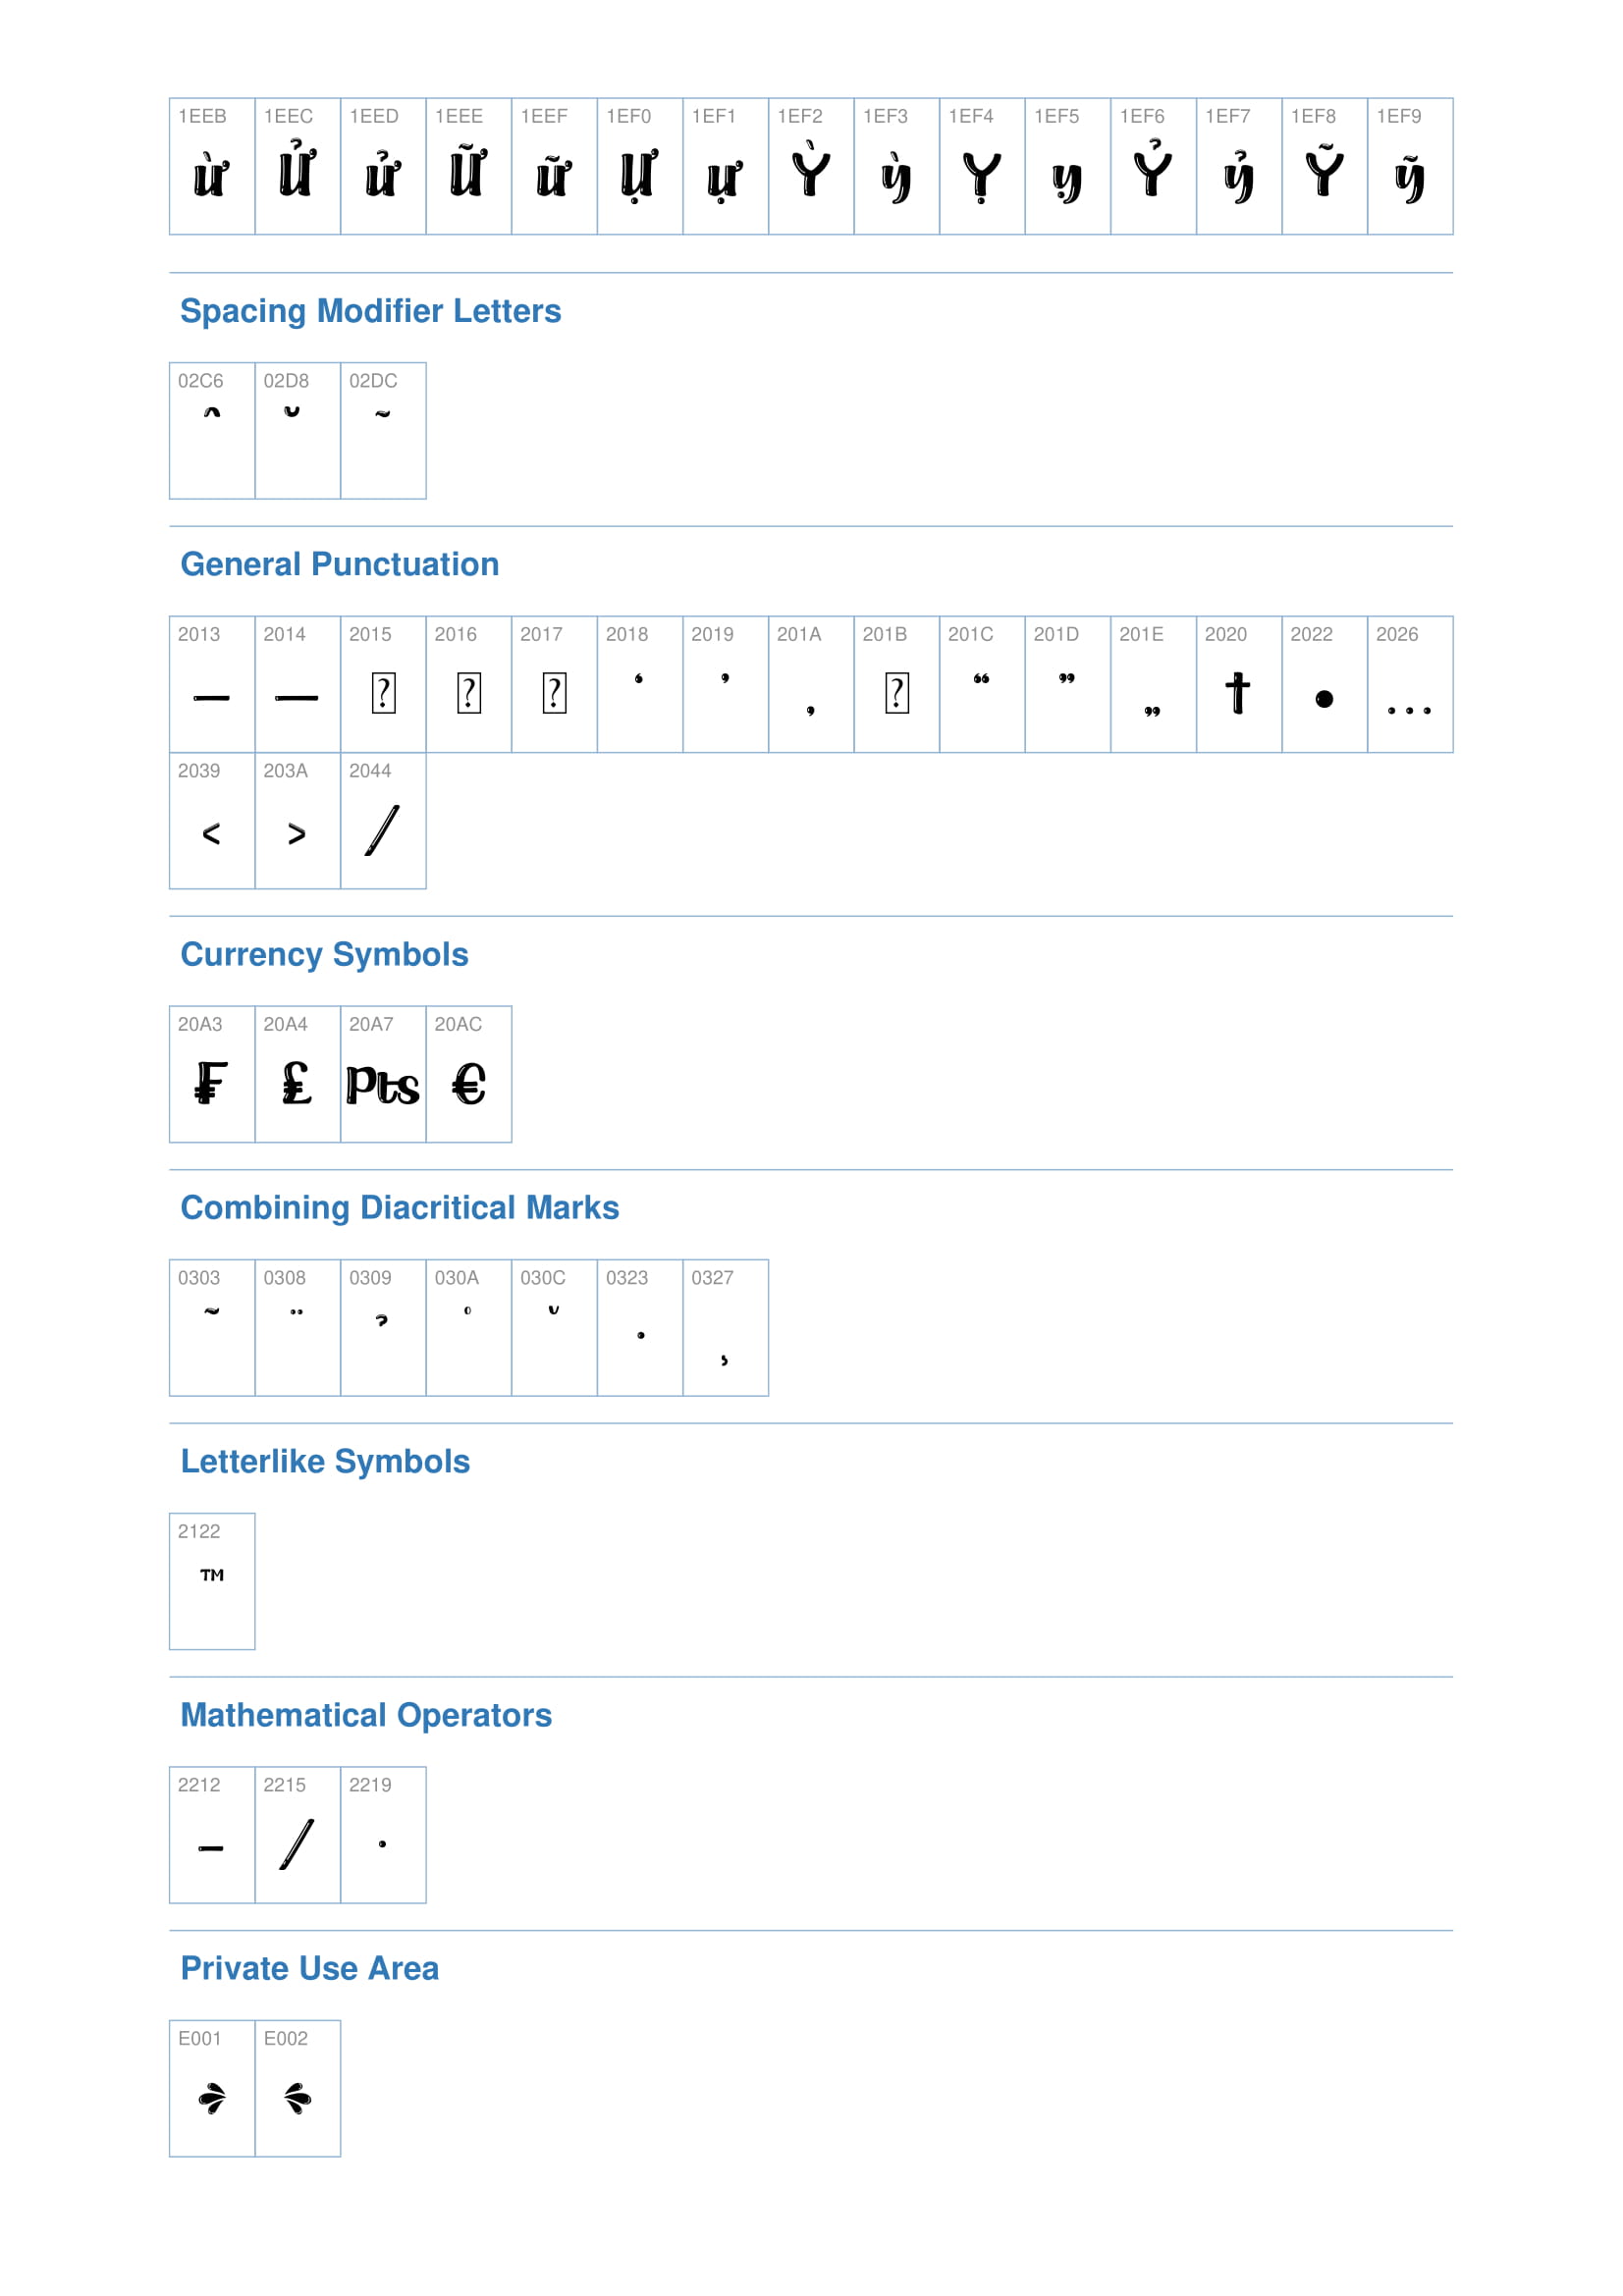 1EEB 1EEC 1EED 1EEE 1EEF 1EF0 1EF1 1EF2 1EF3 1EF4 1EF5 1EF6 1EF7 1EF8 1EF9
ừ Ử ử Ữ ữ Ự ự Ỳ ỳ Ỵ ỵ Ỷ ỷ Ỹ ỹ
Spacing Modifier Letters
02C6 02D8 02DC
ˆ ˘ ˜
General Punctuation
2013 2014 2015 2016 2017 2018 2019 201A 201B 201C 201D 201E 2020 2022 2026
– — ? ? ? ‘ ’ ‚ ? “ ” „ † • …
2039 203A 2044
‹ › ⁄
Currency Symbols
20A3 20A4 20A7 20AC
₣ ₤ ₧ €
Combining Diacritical Marks
0303 0308 0309 030A 030C 0323 0327
̃ ̈ ̉ ̊ ̌ ̣ ̧
Letterlike Symbols
2122
™
Mathematical Operators
2212 2215 2219
− ∕ ∙
Private Use Area
E001 E002